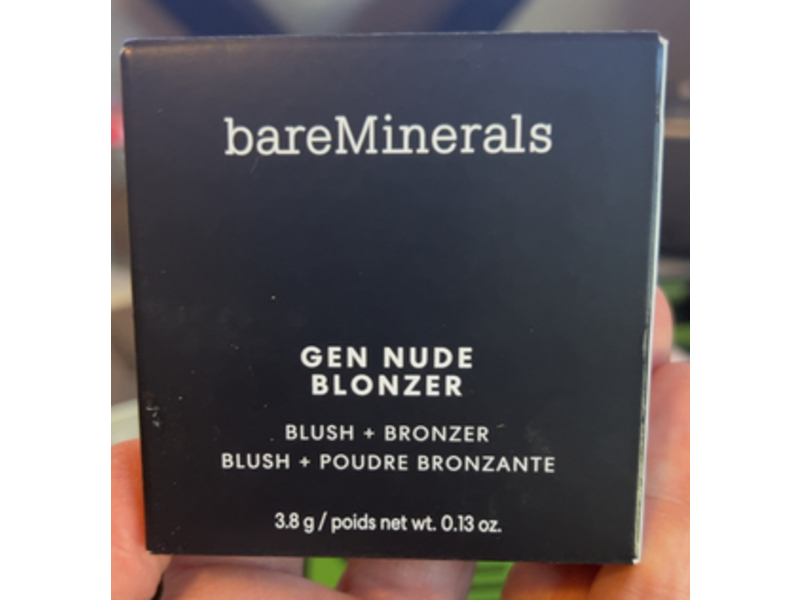 bareMinerals
GEN NUDE
BLONZER
BLUSH + BRONZER
BLUSH + POUDRE BRONZANTE
3.8 g / poids net wt. 0.13 oz.